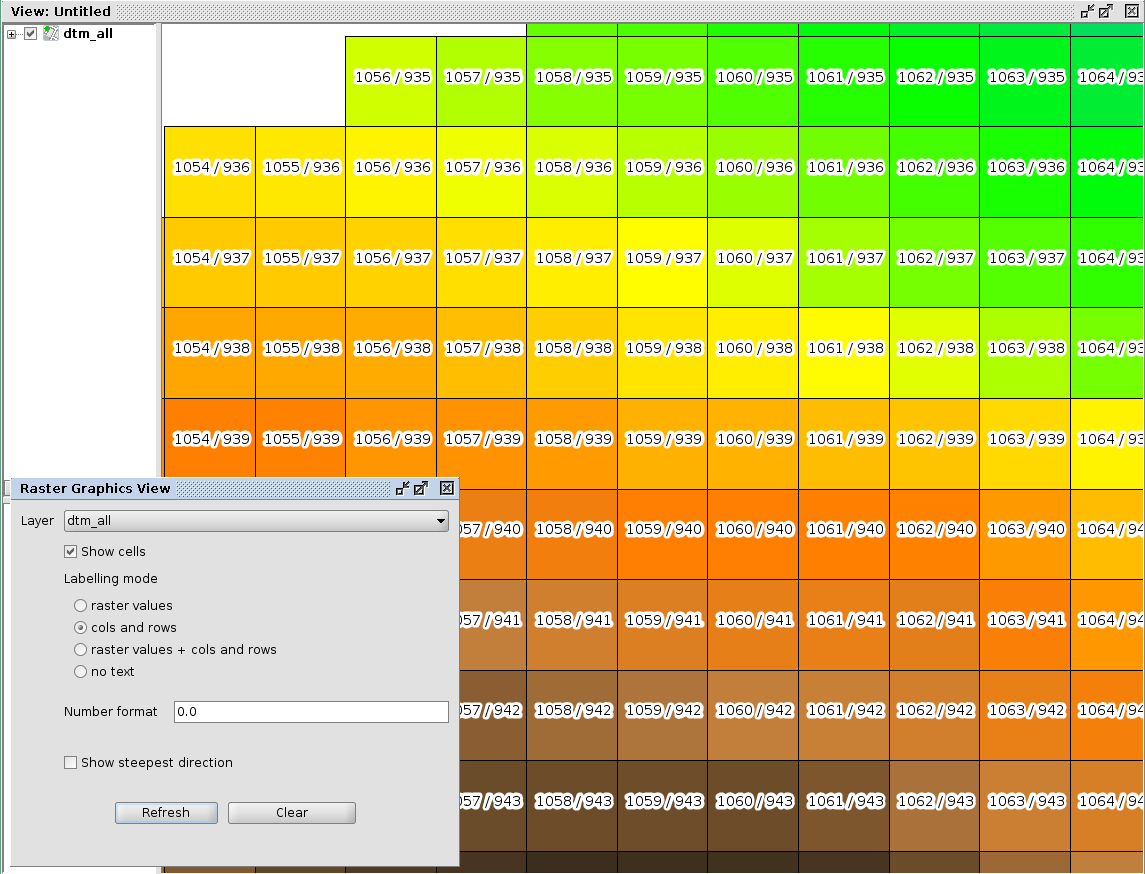 View: Untitled
dtm_all
1056 / 935 1057 / 935 1058 / 935 1059 / 935 1060 / 935 1061 / 935 1062 / 935 1063 / 935 1064 / 93
1054 / 936 1055 / 936 1056 / 936 1057 / 936 1058 / 936 1059 / 936 1060 / 936 1061 / 936 1062 / 936 1063 / 936 1064 / 93
1054 / 937 1055 / 937 1056 / 937 1057 / 937 1058 / 937 1059 / 937 1060 / 937 1061 / 937 1062 / 937 1063 / 937 1064 / 93
1054 / 938 1055 / 938 1056 / 938 1057 / 938 1058 / 938 1059 / 938 1060 / 938 1061 / 938 1062 / 938 1063 / 938 1064 / 93
1054 / 939 1055 / 939 1056 / 939 1057 / 939 1058 / 939 1059 / 939 1060 / 939 1061 / 939 1062 / 939 1063 / 939 1064 / 93
57 / 940 1058 / 940 1059 / 940 1060 / 940 1061 / 940 1062 / 940 1063 / 940 1064 / 94
57 / 941 1058 / 941 1059 / 941 1060 / 941 1061 / 941 1062 / 941 1063 / 941 1064 / 94
57 / 942 1058 / 942 1059 / 942 1060 / 942 1061 / 942 1062 / 942 1063 / 942 1064 / 94
57 / 943 1058 / 943 1059 / 943 1060 / 943 1061 / 943 1062 / 943 1063 / 943 1064 / 94
Raster Graphics View
Layer dtm_all
Show cells
Labelling mode
raster values
cols and rows
raster values + cols and rows
no text
Number format 0.0
Show steepest direction
Refresh Clear